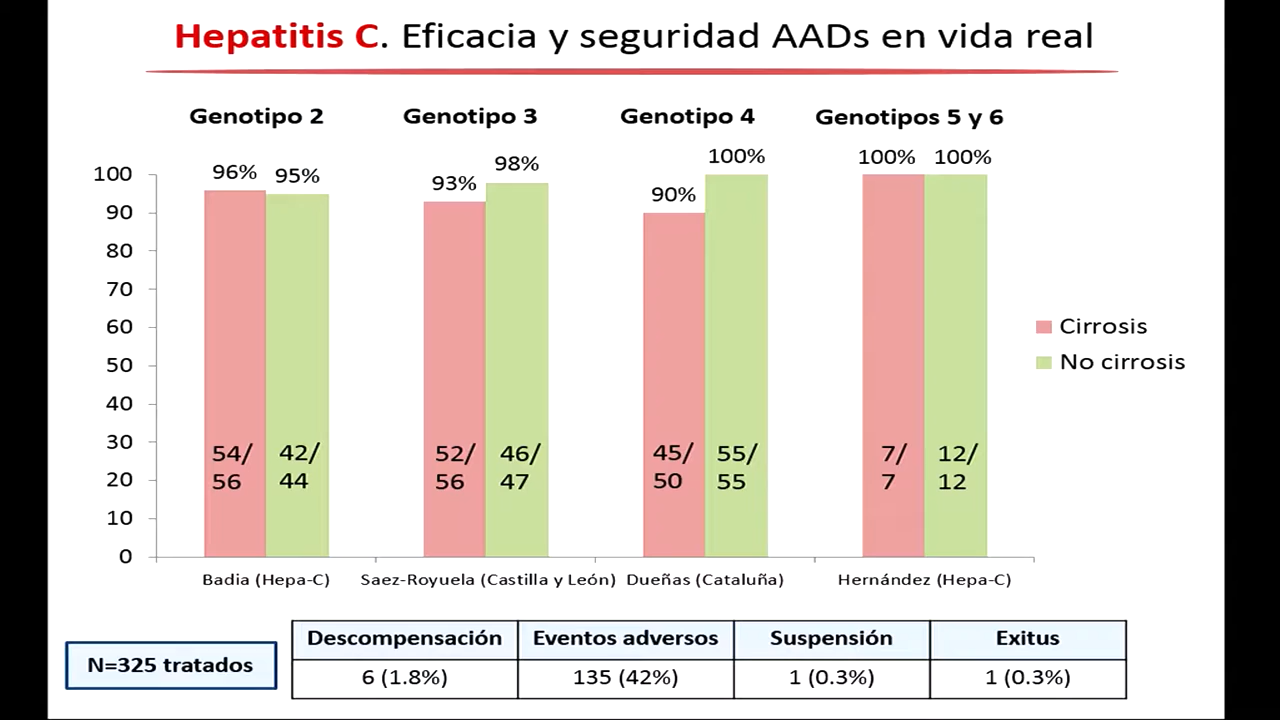 Hepatitis C. Eficacia y seguridad AADs en vida real
Genotipo 2 Genotipo 3 Genotipo 4 Genotipos 5 y 6
96% 95% 93% 98% 90% 100% 100% 100%
100
90
80
70
60
50
40
30
20
10
0
54/ 42/ 52/ 46/ 45/ 55/ 7/ 12/
56 44 56 47 50 55 7 12
Cirrosis
No cirrosis
Badia (Hepa-C) Saez-Royuela (Castilla y León) Dueñas (Cataluña) Hernández (Hepa-C)
N=325 tratados
Descompensación Eventos adversos Suspensión Exitus
6 (1.8%) 135 (42%) 1 (0.3%) 1 (0.3%)